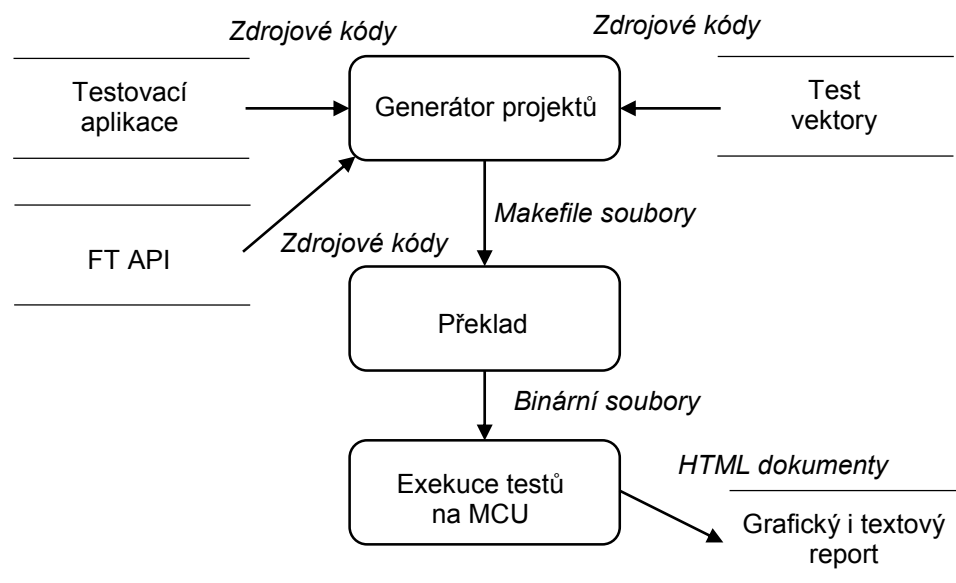 Zdrojové kódy
Zdrojové kódy
Testovací
aplikace
Generátor projektů
Test
vektory
Makefile soubory
FT API
Zdrojové kódy
Překlad
Binární soubory
HTML dokumenty
Exekuce testů
na MCU
Grafický i textový
report